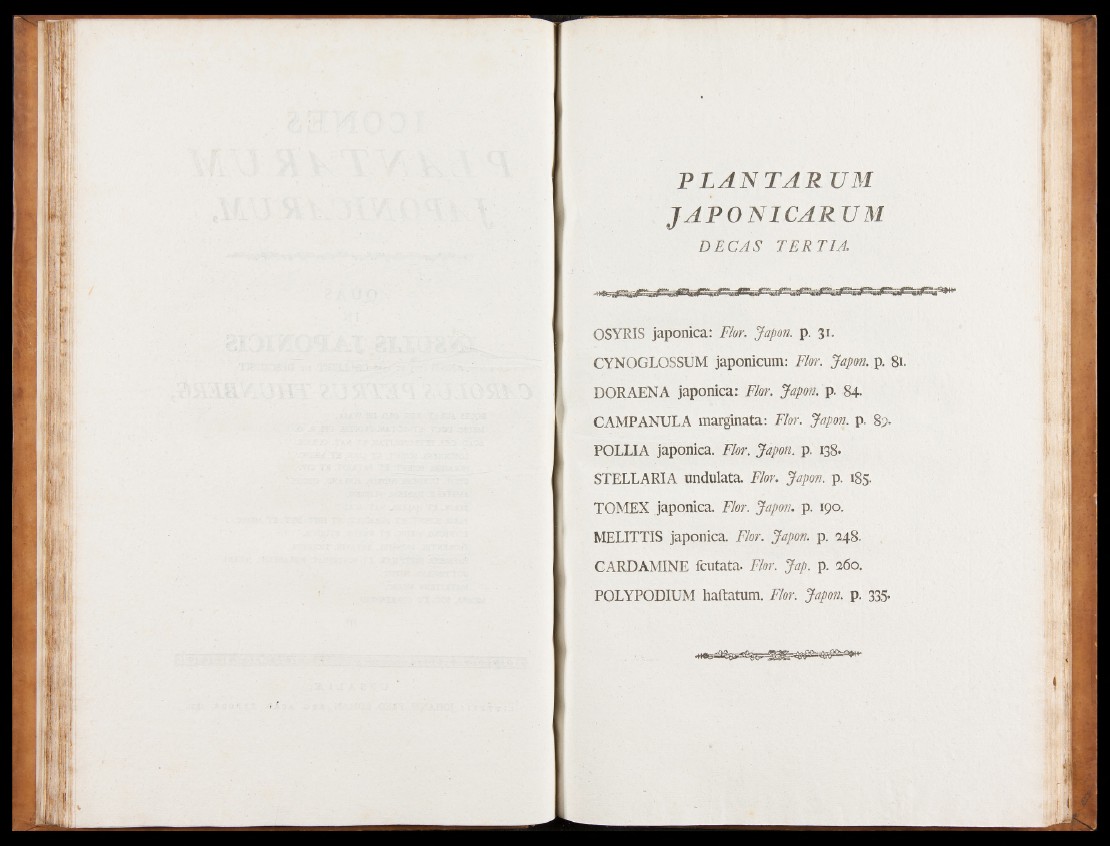 PLANTARUM
JAPONICARUM
DECAS TERTIA.
OSYRIS japonica: Flor. Japon. p. 31.
CYNOGLOSSUM japonicum: Flor. Japon. p. 81.
DORAENA japonica: Flor. Japon. p. 84.
CAMPANULA marginata: Flor. Japon. p. 89.
POLLIA japonica. Flor. Japon. p. 138.
STELLARIA undulata. Flor. Japon. p. 185.
TOMEX japonica. Flor. Japon. p. 190.
MELITTIS japonica. Flor. Japon. p. 248.
CARDAMINE ſcutata. Flor. Jap. p. 260.
POLYPODIUM haſtatum. Flor. Japon. p. 335.